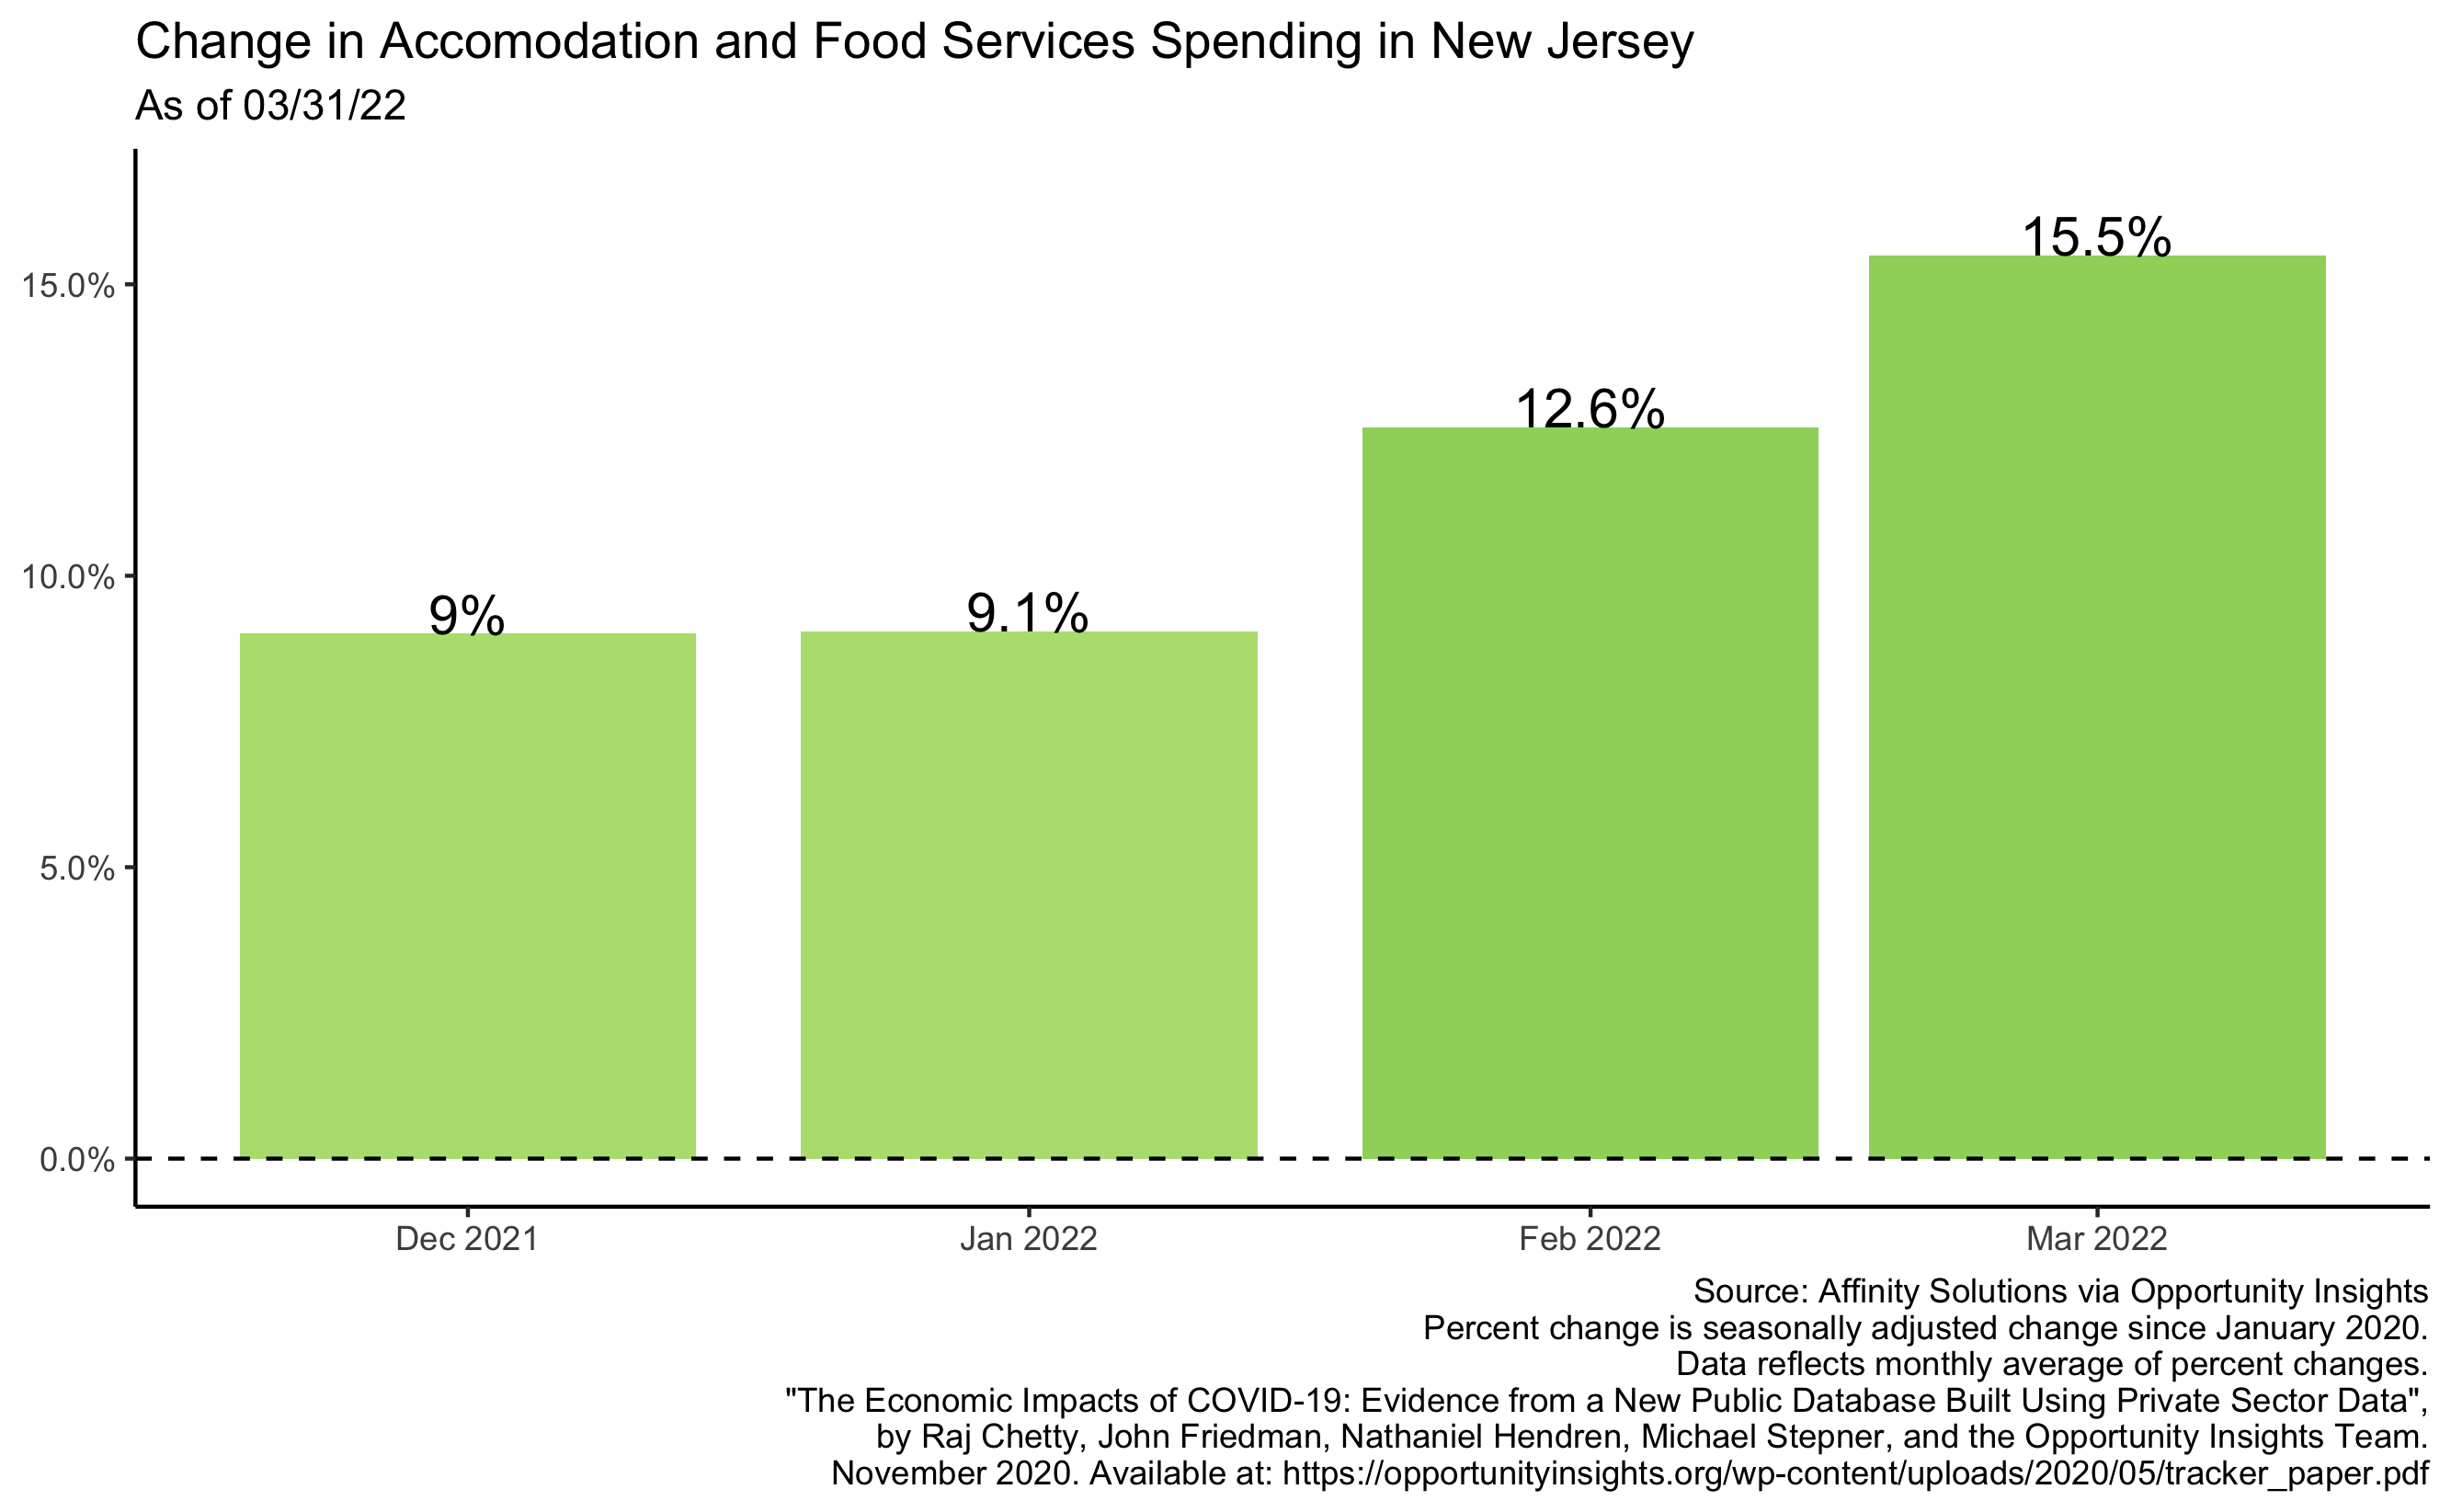 Change in Accomodation and Food Services Spending in New Jersey
As of 03/31/22
15.0%
10.0%
5.0%
0.0%
9%
9.1%
12.6%
15.5%
Dec 2021
Jan 2022
Feb 2022
Mar 2022
Source: Affinity Solutions via Opportunity Insights
Percent change is seasonally adjusted change since January 2020.
Data reflects monthly average of percent changes.
"The Economic Impacts of COVID-19: Evidence from a New Public Database Built Using Private Sector Data",
by Raj Chetty, John Friedman, Nathaniel Hendren, Michael Stepner, and the Opportunity Insights Team.
November 2020. Available at: https://opportunityinsights.org/wp-content/uploads/2020/05/tracker_paper.pdf